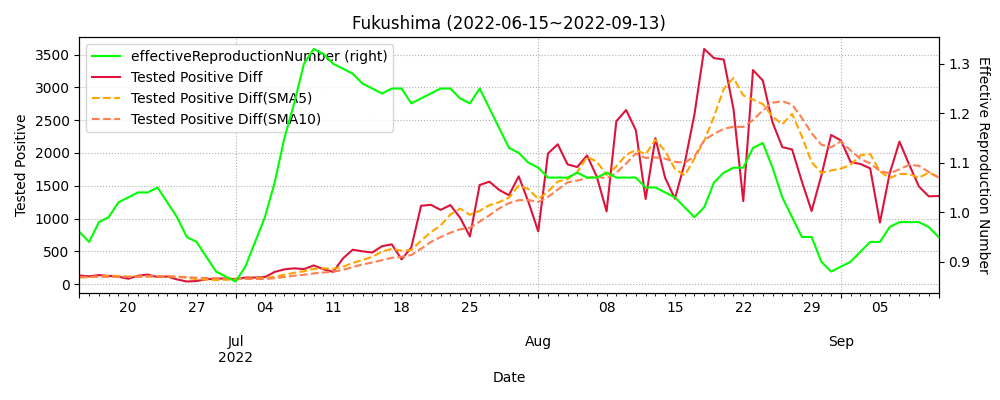 Fukushima (2022-06-15~2022-09-13)
effectiveReproductionNumber (right)
Tested Positive Diff
Tested Positive Diff(SMA5)
Tested Positive Diff(SMA10)
Tested Positive
3500
3000
2500
2000
1500
1000
500
0
1.3
1.2
1.1
1.0
0.9
Effective Reproduction Number
20 27 04 11 18 25 08 15 22 29 05
Jul Aug Sep
2022
Date